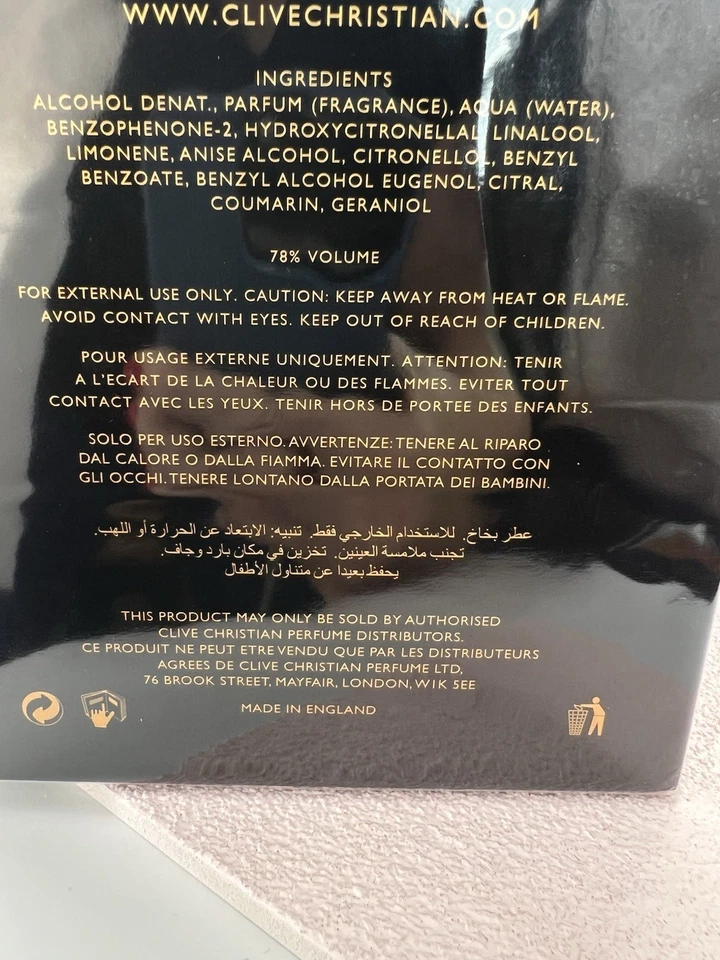 WWW.CLIVECHRISTIAN.COM
INGREDIENTS
ALCOHOL DENAT., PARFUM (FRAGRANCE), AQUA (WATER),
BENZOPHENONE-2, HYDROXYCITRONELLAL, LINALOOL,
LIMONENE, ANISE ALCOHOL, CITRONELLOL, BENZYL
BENZOATE, BENZYL ALCOHOL EUGENOL, CITRAL,
COUMARIN, GERANIOL
78% VOLUME
FOR EXTERNAL USE ONLY. CAUTION: KEEP AWAY FROM HEAT OR FLAME.
AVOID CONTACT WITH EYES. KEEP OUT OF REACH OF CHILDREN.
POUR USAGE EXTERNE UNIQUEMENT. ATTENTION: TENIR
A L'ECART DE LA CHALEUR OU DES FLAMMES. EVITER TOUT
CONTACT AVEC LES YEUX. TENIR HORS DE PORTEE DES ENFANTS.
SOLO PER USO ESTERNO. AVVERTENZE: TENERE AL RIPARO
DAL CALORE O DALLA FIAMMA. EVITARE IL CONTATTO CON
GLI OCCHI. TENERE LONTANO DALLA PORTATA DEI BAMBINI.
عطر بخاخ. للاستخدام الخارجي فقط. تنبيه: الابتعاد عن الحرارة أو اللهب.
تجنب ملامسة العينين. تخزين في مكان بارد وجاف.
يحفظ بعيدا عن متناول الأطفال
THIS PRODUCT MAY ONLY BE SOLD BY AUTHORISED
CLIVE CHRISTIAN PERFUME DISTRIBUTORS.
CE PRODUIT NE PEUT ETRE VENDU QUE PAR LES DISTRIBUTEURS
AGREES DE CLIVE CHRISTIAN PERFUME LTD,
76 BROOK STREET, MAYFAIR, LONDON, W1K 5EE
MADE IN ENGLAND